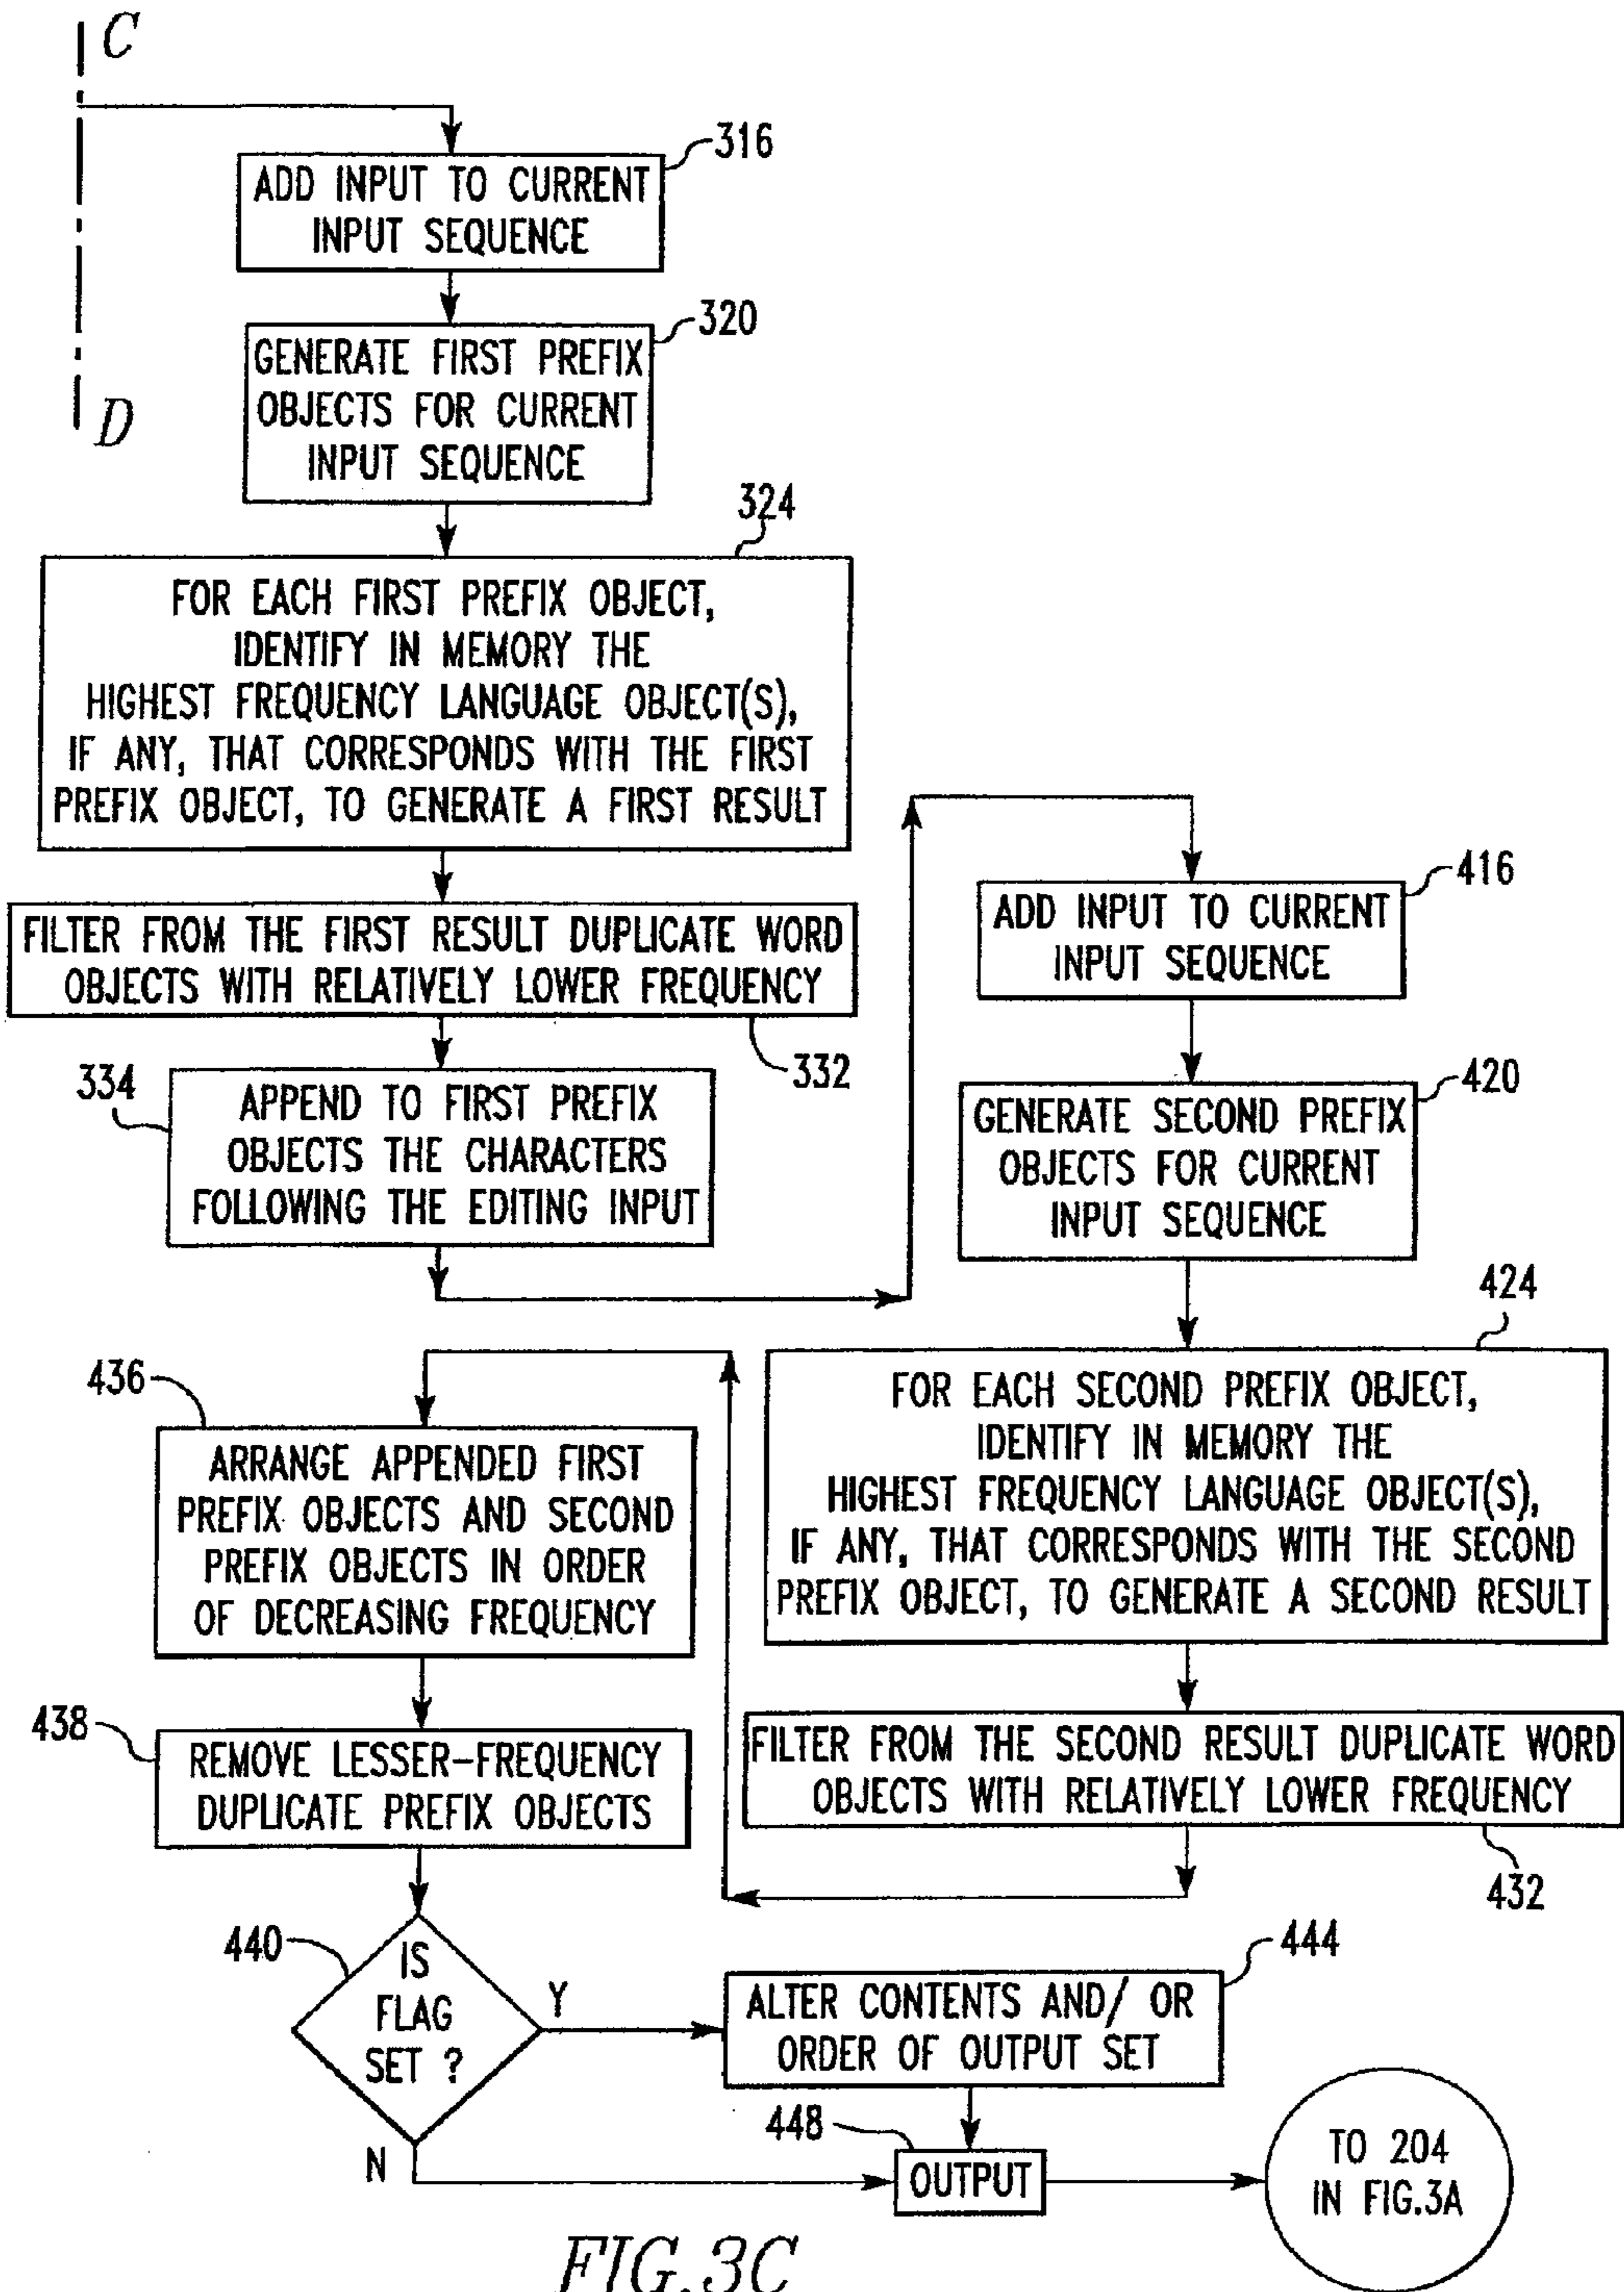 C
316
ADD INPUT TO CURRENT
INPUT SEQUENCE
320
GENERATE FIRST PREFIX
OBJECTS FOR CURRENT
INPUT SEQUENCE
D
324
FOR EACH FIRST PREFIX OBJECT,
IDENTIFY IN MEMORY THE
HIGHEST FREQUENCY LANGUAGE OBJECT(S),
IF ANY, THAT CORRESPONDS WITH THE FIRST
PREFIX OBJECT, TO GENERATE A FIRST RESULT
FILTER FROM THE FIRST RESULT DUPLICATE WORD
OBJECTS WITH RELATIVELY LOWER FREQUENCY
332
334
APPEND TO FIRST PREFIX
OBJECTS THE CHARACTERS
FOLLOWING THE EDITING INPUT
416
ADD INPUT TO CURRENT
INPUT SEQUENCE
420
GENERATE SECOND PREFIX
OBJECTS FOR CURRENT
INPUT SEQUENCE
424
FOR EACH SECOND PREFIX OBJECT,
IDENTIFY IN MEMORY THE
HIGHEST FREQUENCY LANGUAGE OBJECT(S),
IF ANY, THAT CORRESPONDS WITH THE SECOND
PREFIX OBJECT, TO GENERATE A SECOND RESULT
FILTER FROM THE SECOND RESULT DUPLICATE WORD
OBJECTS WITH RELATIVELY LOWER FREQUENCY
432
436
ARRANGE APPENDED FIRST
PREFIX OBJECTS AND SECOND
PREFIX OBJECTS IN ORDER
OF DECREASING FREQUENCY
438
REMOVE LESSER-FREQUENCY
DUPLICATE PREFIX OBJECTS
440
IS
FLAG
SET ?
Y
N
444
ALTER CONTENTS AND/ OR
ORDER OF OUTPUT SET
448
OUTPUT
TO 204
IN FIG.3A
FIG.3C